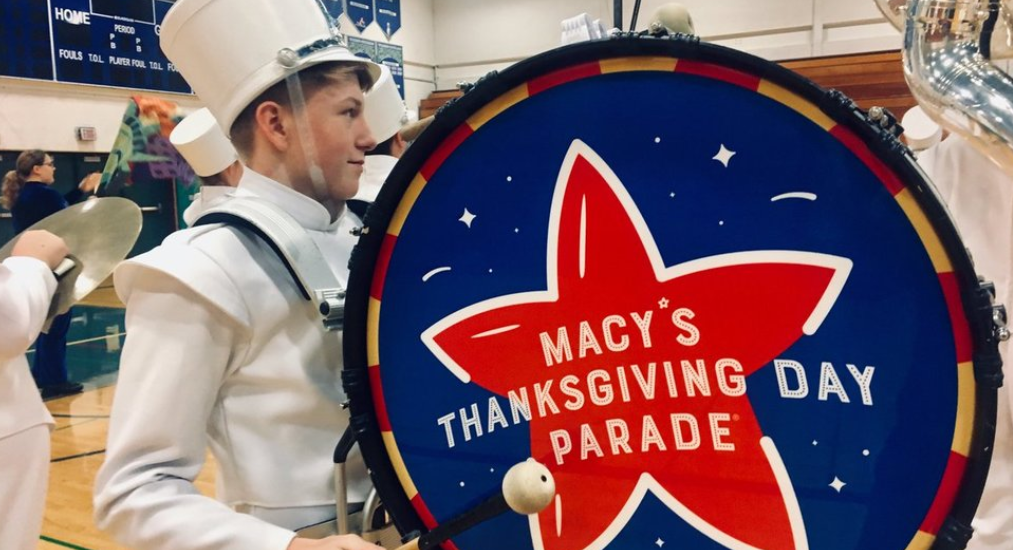 HOME
PERIOD
P P
B B
FOULS T.O.L. PLAYER FOUL T.O.L.
MACY'S
THANKSGIVING DAY
PARADE